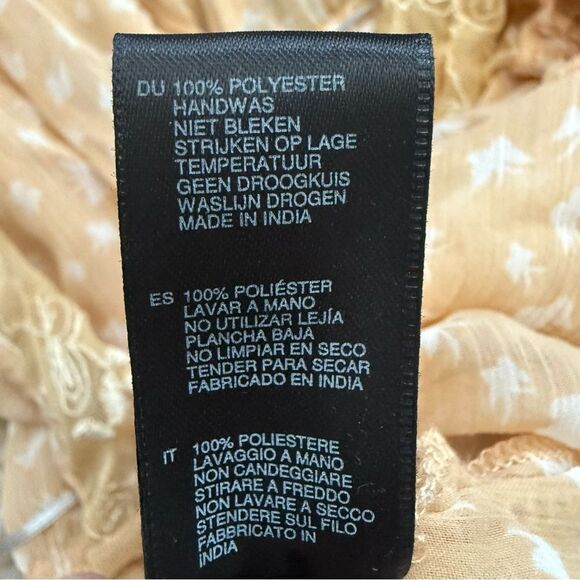 DU 100% POLYESTER
HANDWAS
NIET BLEKEN
STRIJKEN OP LAGE
TEMPERATUUR
GEEN DROOGKUIS
WASLIJN DROGEN
MADE IN INDIA
ES 100% POLIÉSTER
LAVAR A MANO
NO UTILIZAR LEJÍA
PLANCHA BAJA
NO LIMPIAR EN SECO
TENDER PARA SECAR
FABRICADO EN INDIA
IT 100% POLIESTERE
LAVAGGIO A MANO
NON CANDEGGIARE
STIRARE A FREDDO
NON LAVARE A SECCO
STENDERE SUL FILO
FABBRICATO IN
INDIA